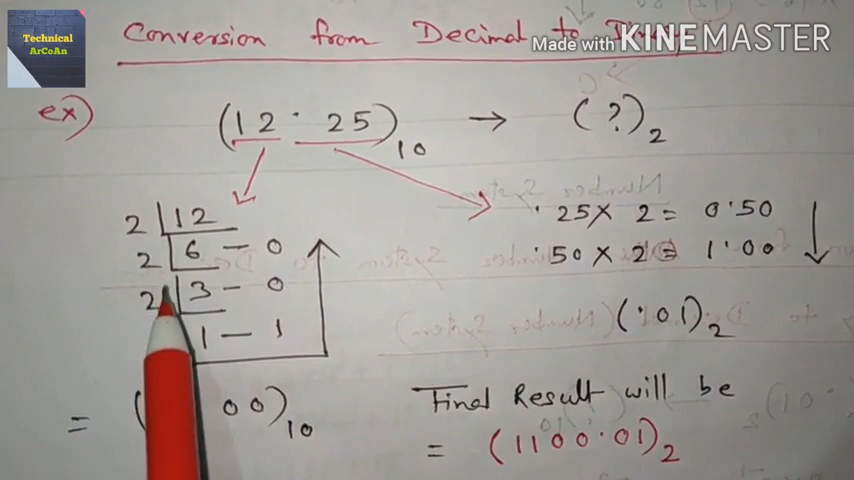 Technical
ArCoAn
Conversion from Decimal to
Made with KINEMASTER
ex) (12.25)10 → (?)2
2 12
2 6 – 0
2 3 – 0
1 – 1
.25 × 2 = 0.50
.50 × 2 = 1.00
(.01)2
= ( 00)10
Final Result will be
= (1100.01)2